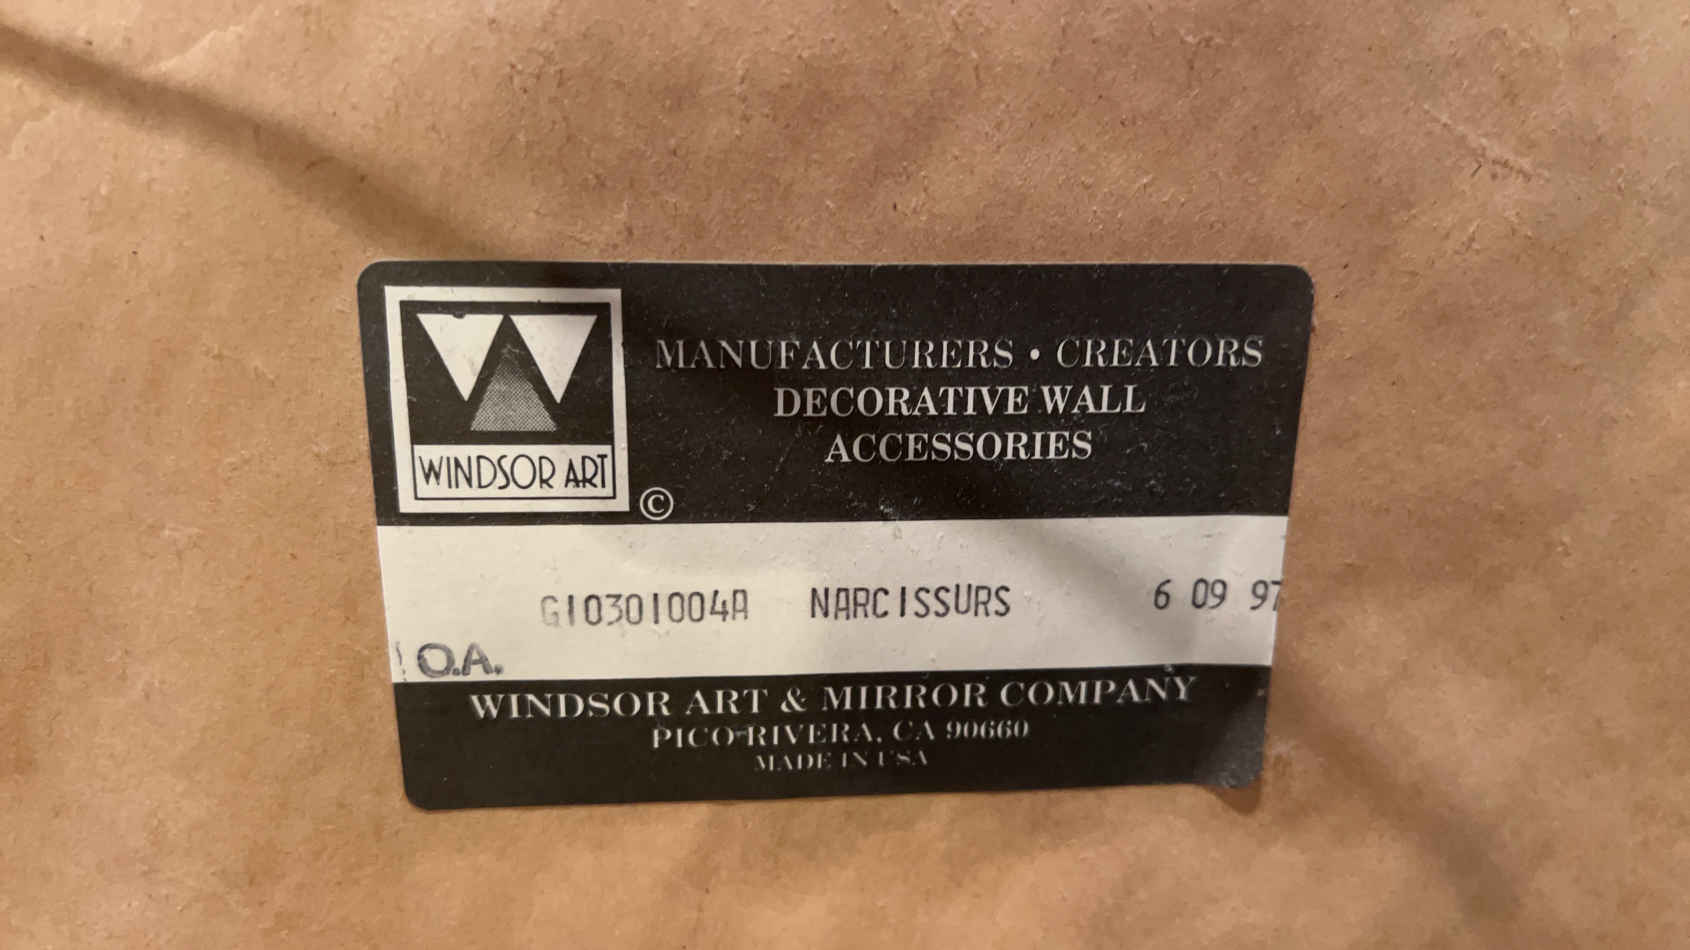 MANUFACTURERS • CREATORS
DECORATIVE WALL
ACCESSORIES
WINDSOR ART
©
G10301004A NARCISSURS 6 09 97
O.A.
WINDSOR ART & MIRROR COMPANY
PICO-RIVERA, CA 90660
MADE IN USA